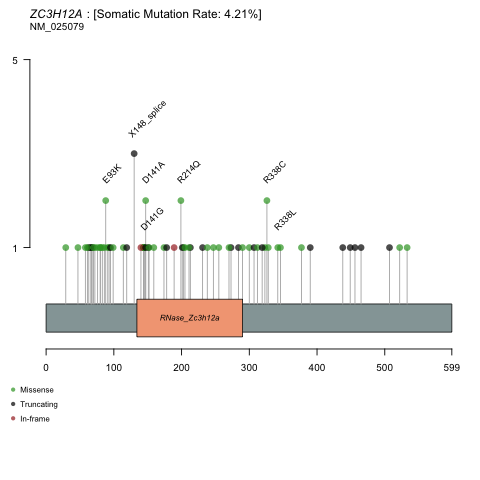 ZC3H12A : [Somatic Mutation Rate: 4.21%]
NM_025079
5
X148_splice
E93K
D141A
R214Q
R338C
D141G
R338L
1
RNase_Zc3h12a
0 100 200 300 400 500 599
Missense
Truncating
In-frame